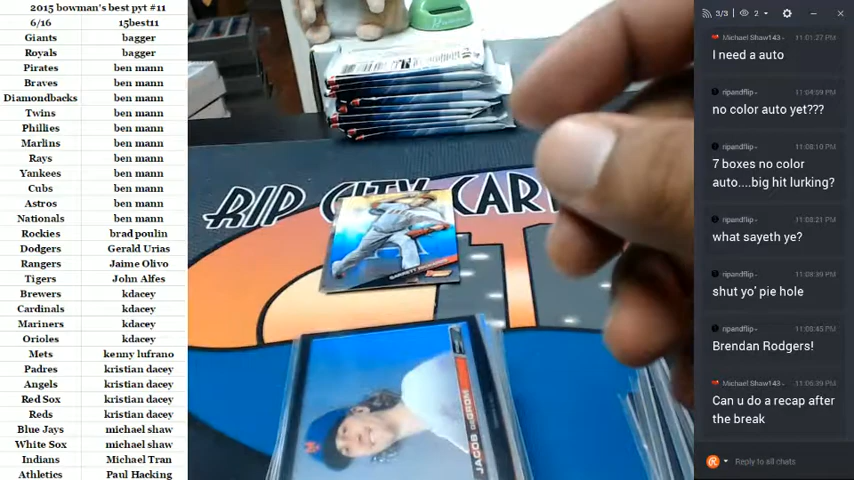 2015 bowman's best pyt #11
6/16 15best11
Giants bagger
Royals bagger
Pirates ben mann
Braves ben mann
Diamondbacks ben mann
Twins ben mann
Phillies ben mann
Marlins ben mann
Rays ben mann
Yankees ben mann
Cubs ben mann
Astros ben mann
Nationals ben mann
Rockies brad poulin
Dodgers Gerald Urias
Rangers Jaime Olivo
Tigers John Alfes
Brewers kdacey
Cardinals kdacey
Mariners kdacey
Orioles kdacey
Mets kenny lufrano
Padres kristian dacey
Angels kristian dacey
Red Sox kristian dacey
Reds kristian dacey
Blue Jays michael shaw
White Sox michael shaw
Indians Michael Tran
Athletics Paul Hacking
RIP CITY CAR
GARRETT RICHARDS
JACOB deGROM
3/3 2
Michael Shaw143 11:01:27 PM
I need a auto
ripandflip 11:04:59 PM
no color auto yet???
ripandflip 11:08:10 PM
7 boxes no color
auto....big hit lurking?
ripandflip 11:08:21 PM
what sayeth ye?
ripandflip 11:08:39 PM
shut yo' pie hole
ripandflip 11:08:45 PM
Brendan Rodgers!
Michael Shaw143 11:06:39 PM
Can u do a recap after
the break
Reply to all chats